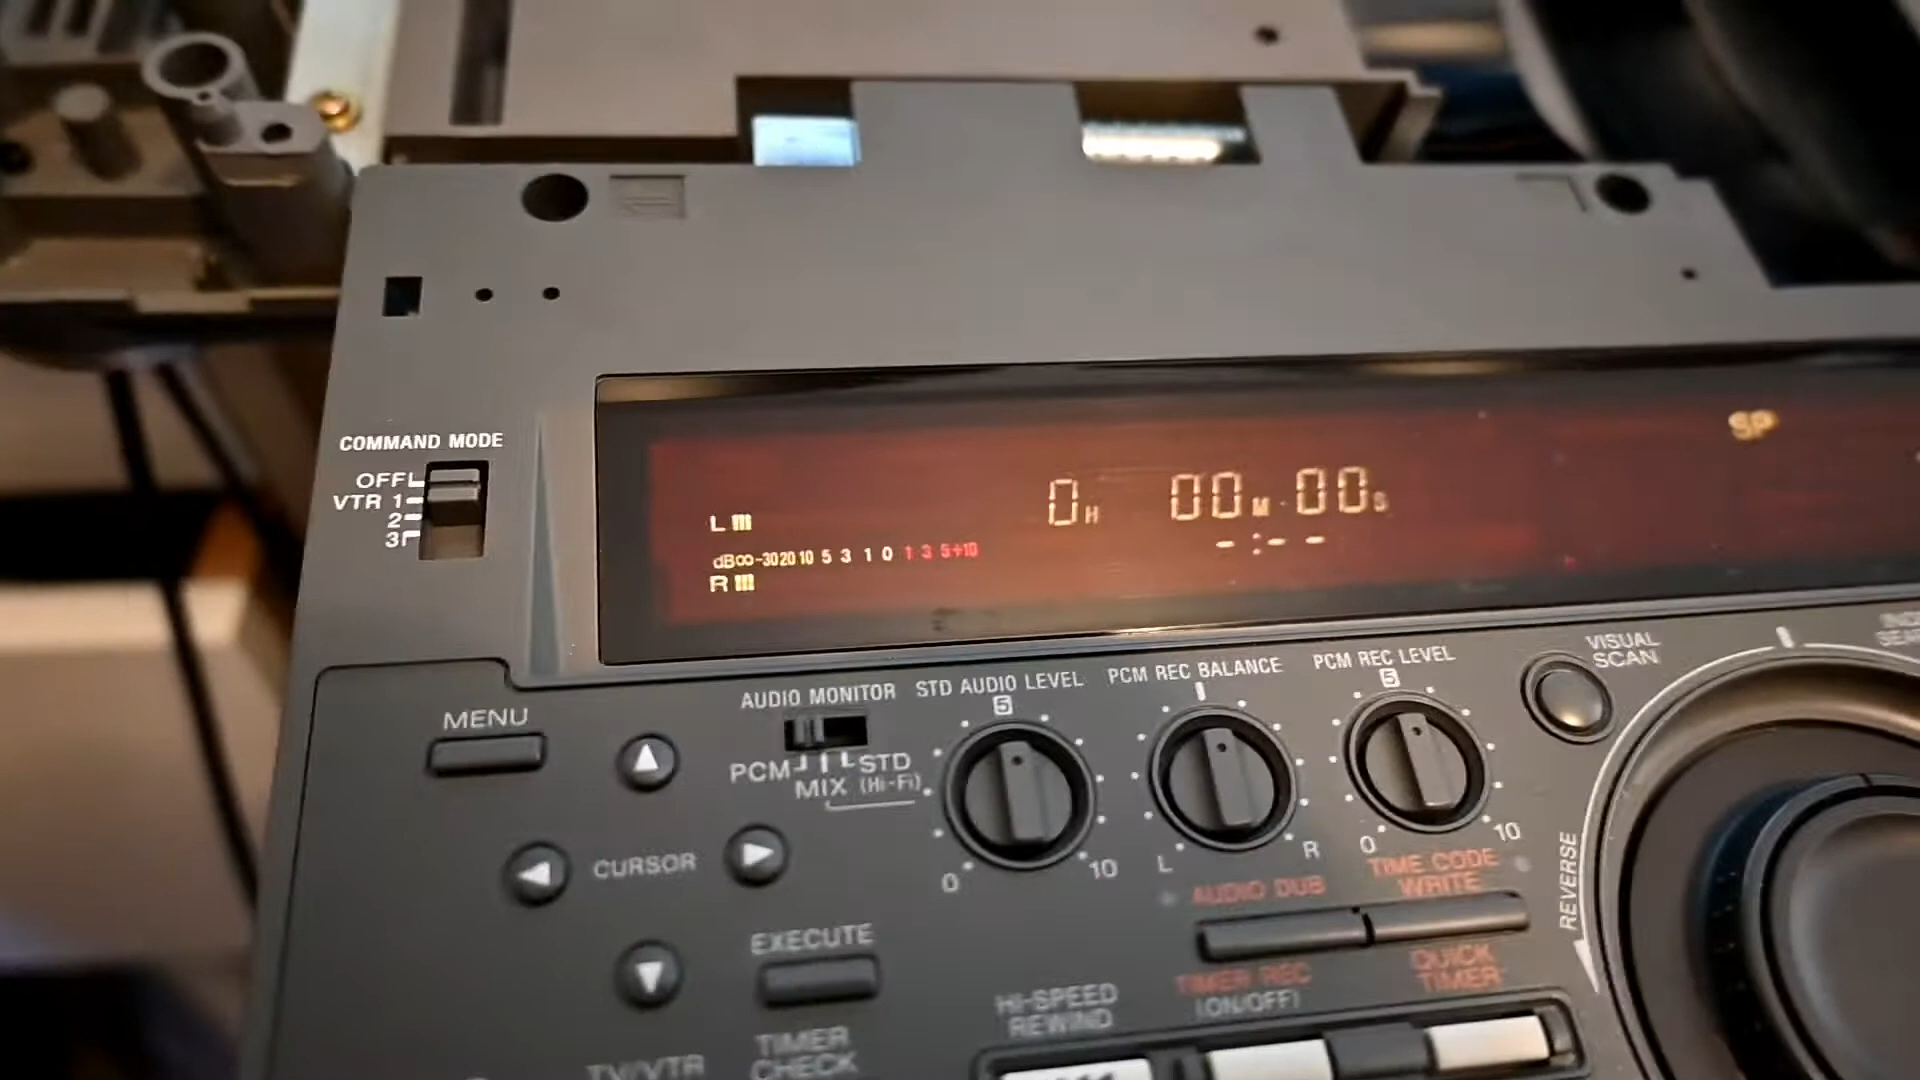 COMMAND MODE
OFF
VTR 1
2
3
SP
0H 00M 00S
-:- -
L
dB∞-30 20 10 5 3 1 0 1 3 5+10
R
VISUAL
SCAN
AUDIO MONITOR
PCM
STD
MIX (Hi-Fi)
STD AUDIO LEVEL
5
0
10
PCM REC BALANCE
L
R
PCM REC LEVEL
5
0
10
MENU
CURSOR
EXECUTE
REVERSE
AUDIO DUB
TIME CODE
WRITE
TIMER REC
(ON/OFF)
QUICK
TIMER
HI-SPEED
REWIND
TIMER
CHECK
TV/VTR